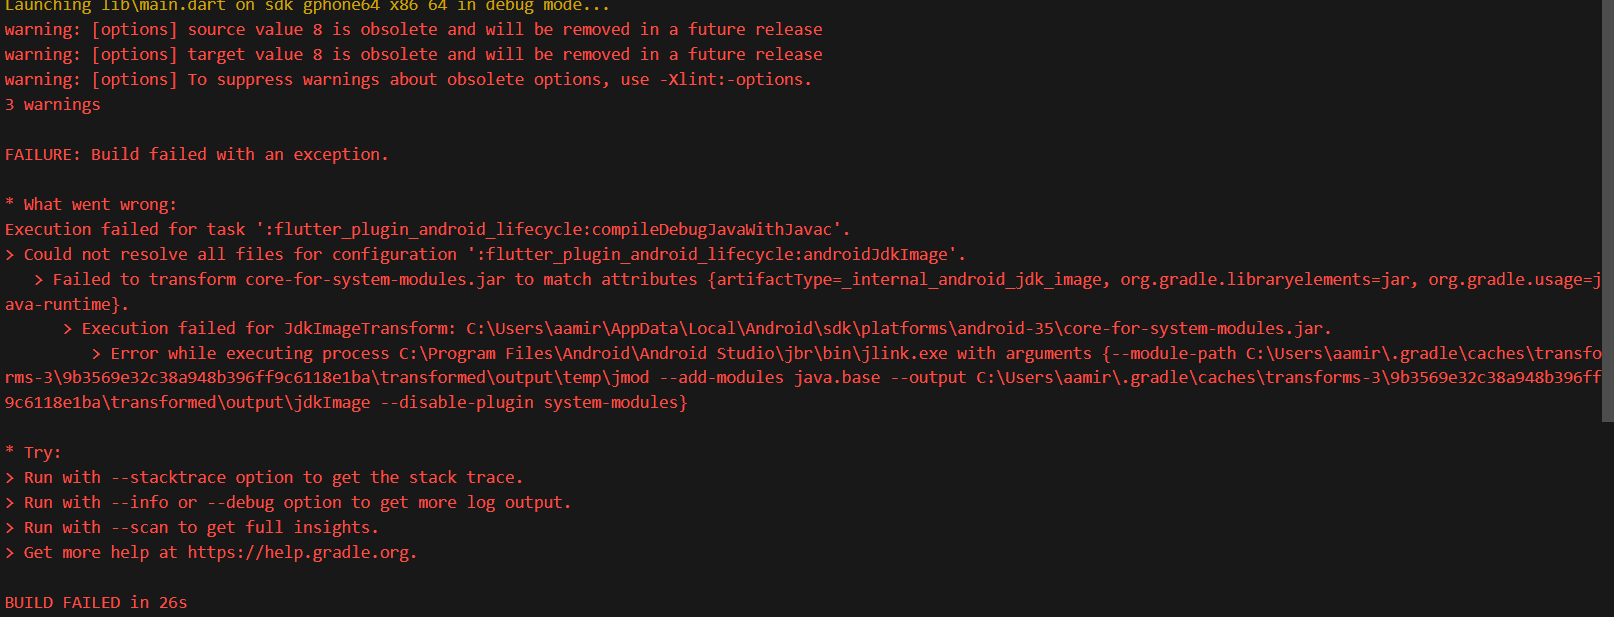 Launching lib\main.dart on sdk gphone64 x86 64 in debug mode...
warning: [options] source value 8 is obsolete and will be removed in a future release
warning: [options] target value 8 is obsolete and will be removed in a future release
warning: [options] To suppress warnings about obsolete options, use -Xlint:-options.
3 warnings
FAILURE: Build failed with an exception.
* What went wrong:
Execution failed for task ':flutter_plugin_android_lifecycle:compileDebugJavaWithJavac'.
> Could not resolve all files for configuration ':flutter_plugin_android_lifecycle:androidJdkImage'.
> Failed to transform core-for-system-modules.jar to match attributes {artifactType=_internal_android_jdk_image, org.gradle.libraryelements=jar, org.gradle.usage=j
ava-runtime}.
> Execution failed for JdkImageTransform: C:\Users\aamir\AppData\Local\Android\sdk\platforms\android-35\core-for-system-modules.jar.
> Error while executing process C:\Program Files\Android\Android Studio\jbr\bin\jlink.exe with arguments {--module-path C:\Users\aamir\.gradle\caches\transfo
rms-3\9b3569e32c38a948b396ff9c6118e1ba\transformed\output\temp\jmod --add-modules java.base --output C:\Users\aamir\.gradle\caches\transforms-3\9b3569e32c38a948b396ff
9c6118e1ba\transformed\output\jdkImage --disable-plugin system-modules}
* Try:
> Run with --stacktrace option to get the stack trace.
> Run with --info or --debug option to get more log output.
> Run with --scan to get full insights.
> Get more help at https://help.gradle.org.
BUILD FAILED in 26s